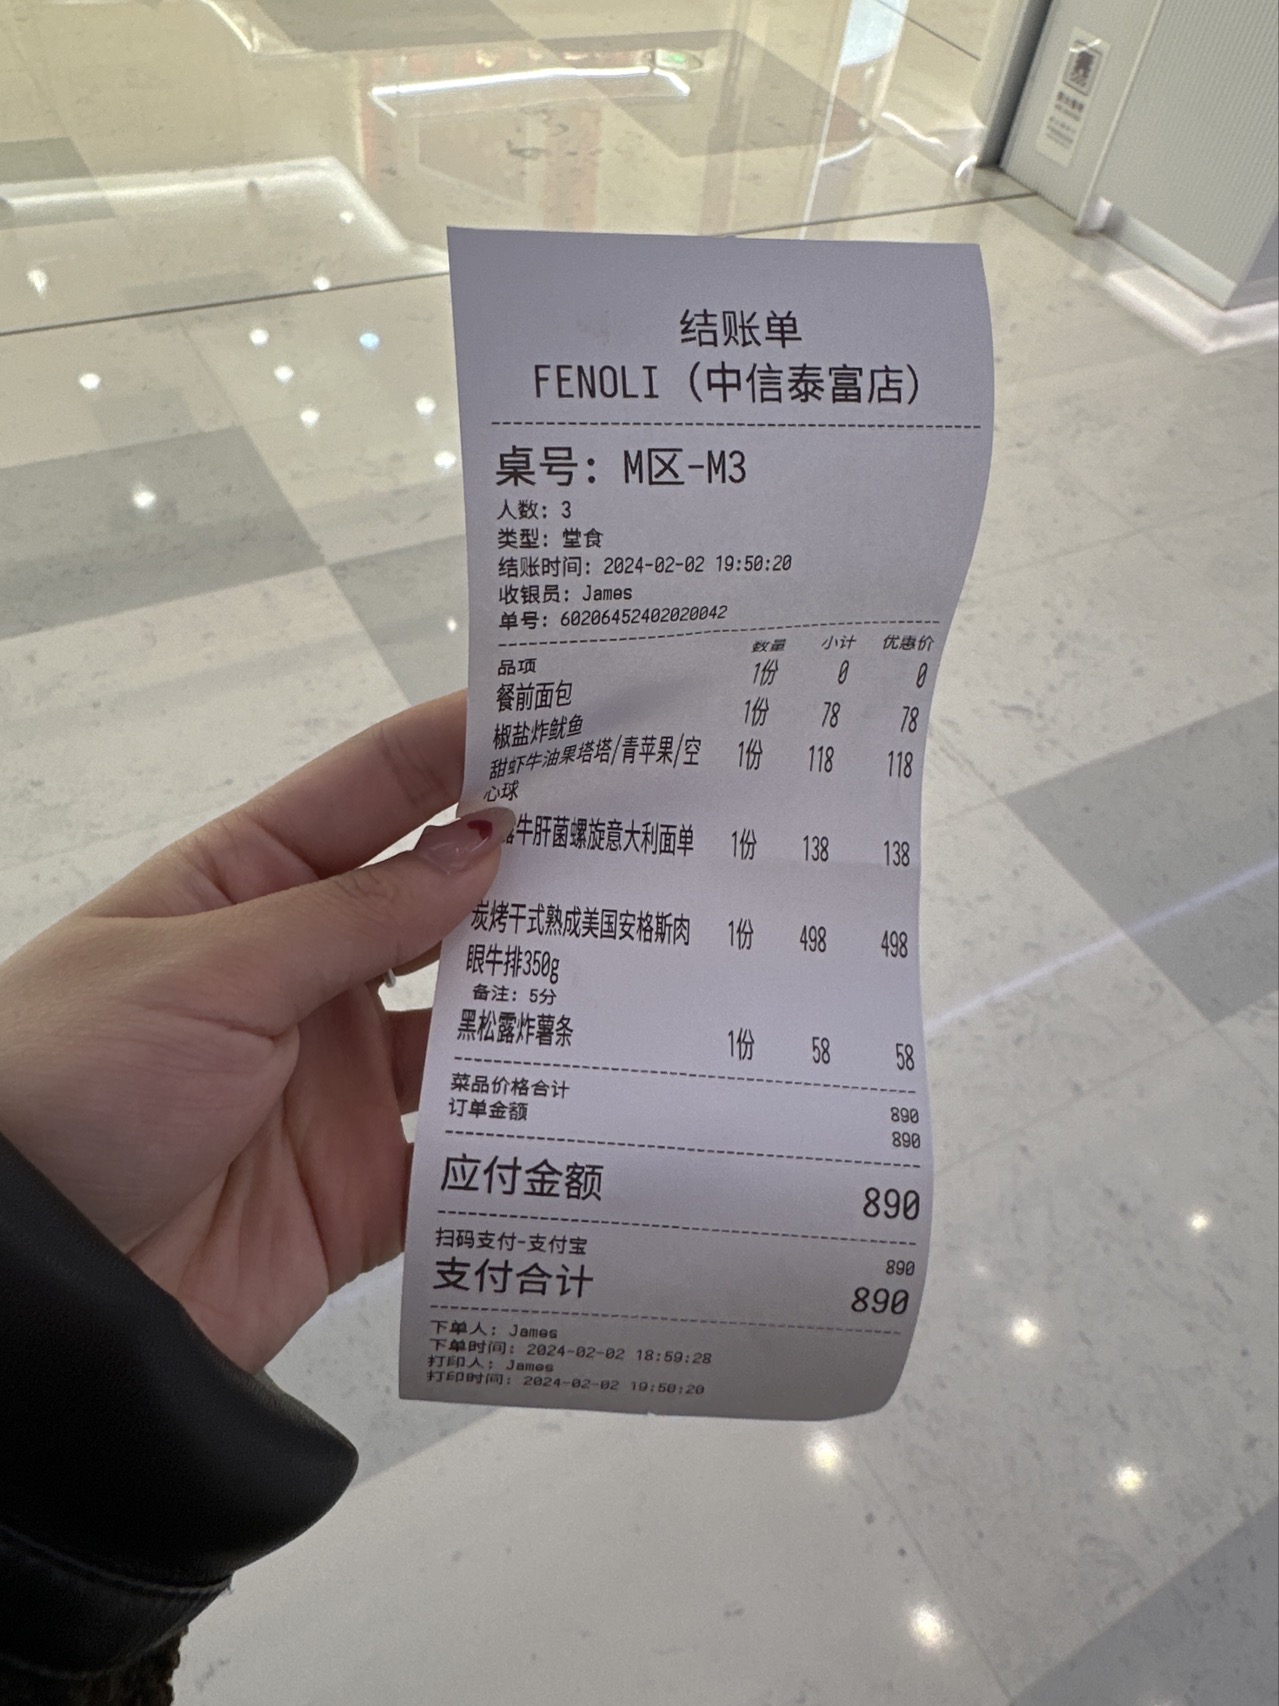 结账单
FENOLI（中信泰富店）
桌号：M区-M3
人数：3
类型：堂食
结账时间：2024-02-02 19:50:20
收银员：James
单号：60206452402020042
品项 数量 小计 优惠价
餐前面包 1份 0 0
椒盐炸鱿鱼 1份 78 78
甜虾牛油果塔塔/青苹果/空 1份 118 118
心球
牛肝菌螺旋意大利面单 1份 138 138
炭烤干式熟成美国安格斯肉 1份 498 498
眼牛排350g
备注：5分
黑松露炸薯条 1份 58 58
菜品价格合计 890
订单金额 890
应付金额 890
扫码支付-支付宝 890
支付合计 890
下单人：James
下单时间：2024-02-02 18:59:28
打印人：James
打印时间：2024-02-02 19:50:20